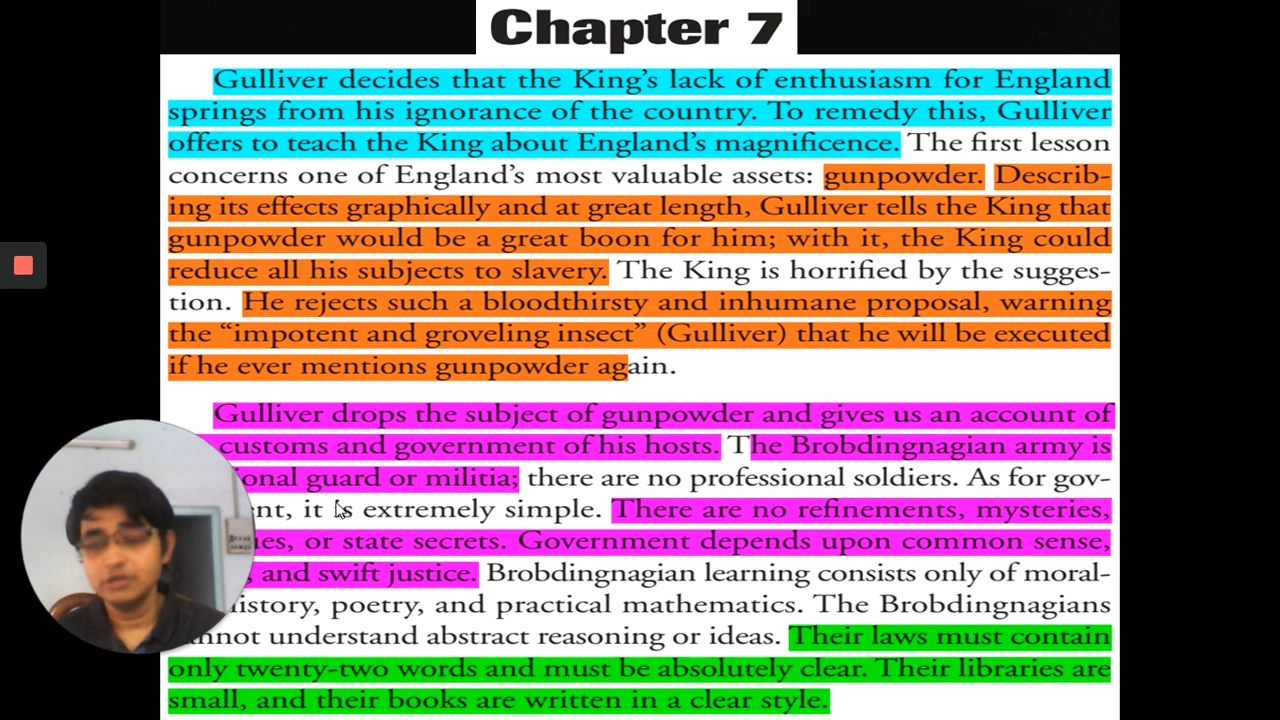 Chapter 7
Gulliver decides that the King's lack of enthusiasm for England
springs from his ignorance of the country. To remedy this, Gulliver
offers to teach the King about England's magnificence. The first lesson
concerns one of England's most valuable assets: gunpowder. Describ-
ing its effects graphically and at great length, Gulliver tells the King that
gunpowder would be a great boon for him; with it, the King could
reduce all his subjects to slavery. The King is horrified by the sugges-
tion. He rejects such a bloodthirsty and inhumane proposal, warning
the “impotent and groveling insect” (Gulliver) that he will be executed
if he ever mentions gunpowder again.
Gulliver drops the subject of gunpowder and gives us an account of
customs and government of his hosts. The Brobdingnagian army is
guard or militia; there are no professional soldiers. As for gov-
it is extremely simple. There are no refinements, mysteries,
or state secrets. Government depends upon common sense,
and swift justice. Brobdingnagian learning consists only of moral-
history, poetry, and practical mathematics. The Brobdingnagians
not understand abstract reasoning or ideas. Their laws must contain
only twenty-two words and must be absolutely clear. Their libraries are
small, and their books are written in a clear style.